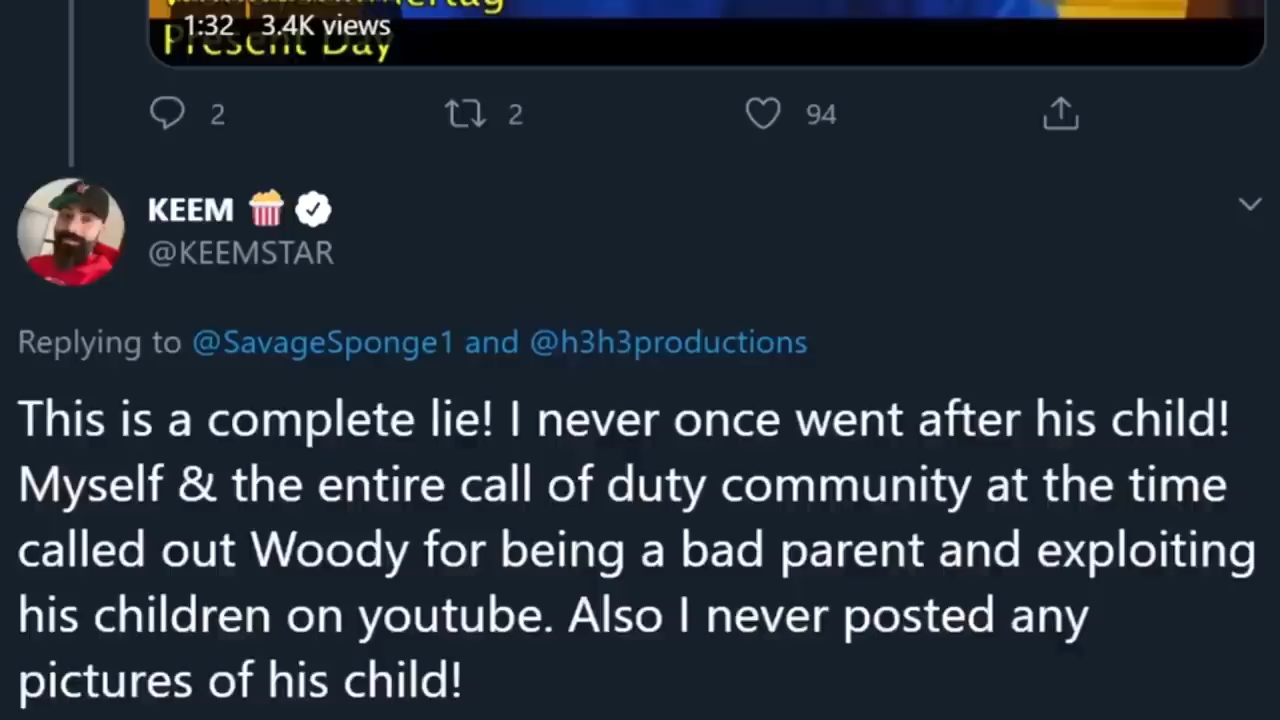 1:32 3.4K views
Present Day
2 2 94
KEEM
@KEEMSTAR
Replying to @SavageSponge1 and @h3h3productions
This is a complete lie! I never once went after his child!
Myself & the entire call of duty community at the time
called out Woody for being a bad parent and exploiting
his children on youtube. Also I never posted any
pictures of his child!